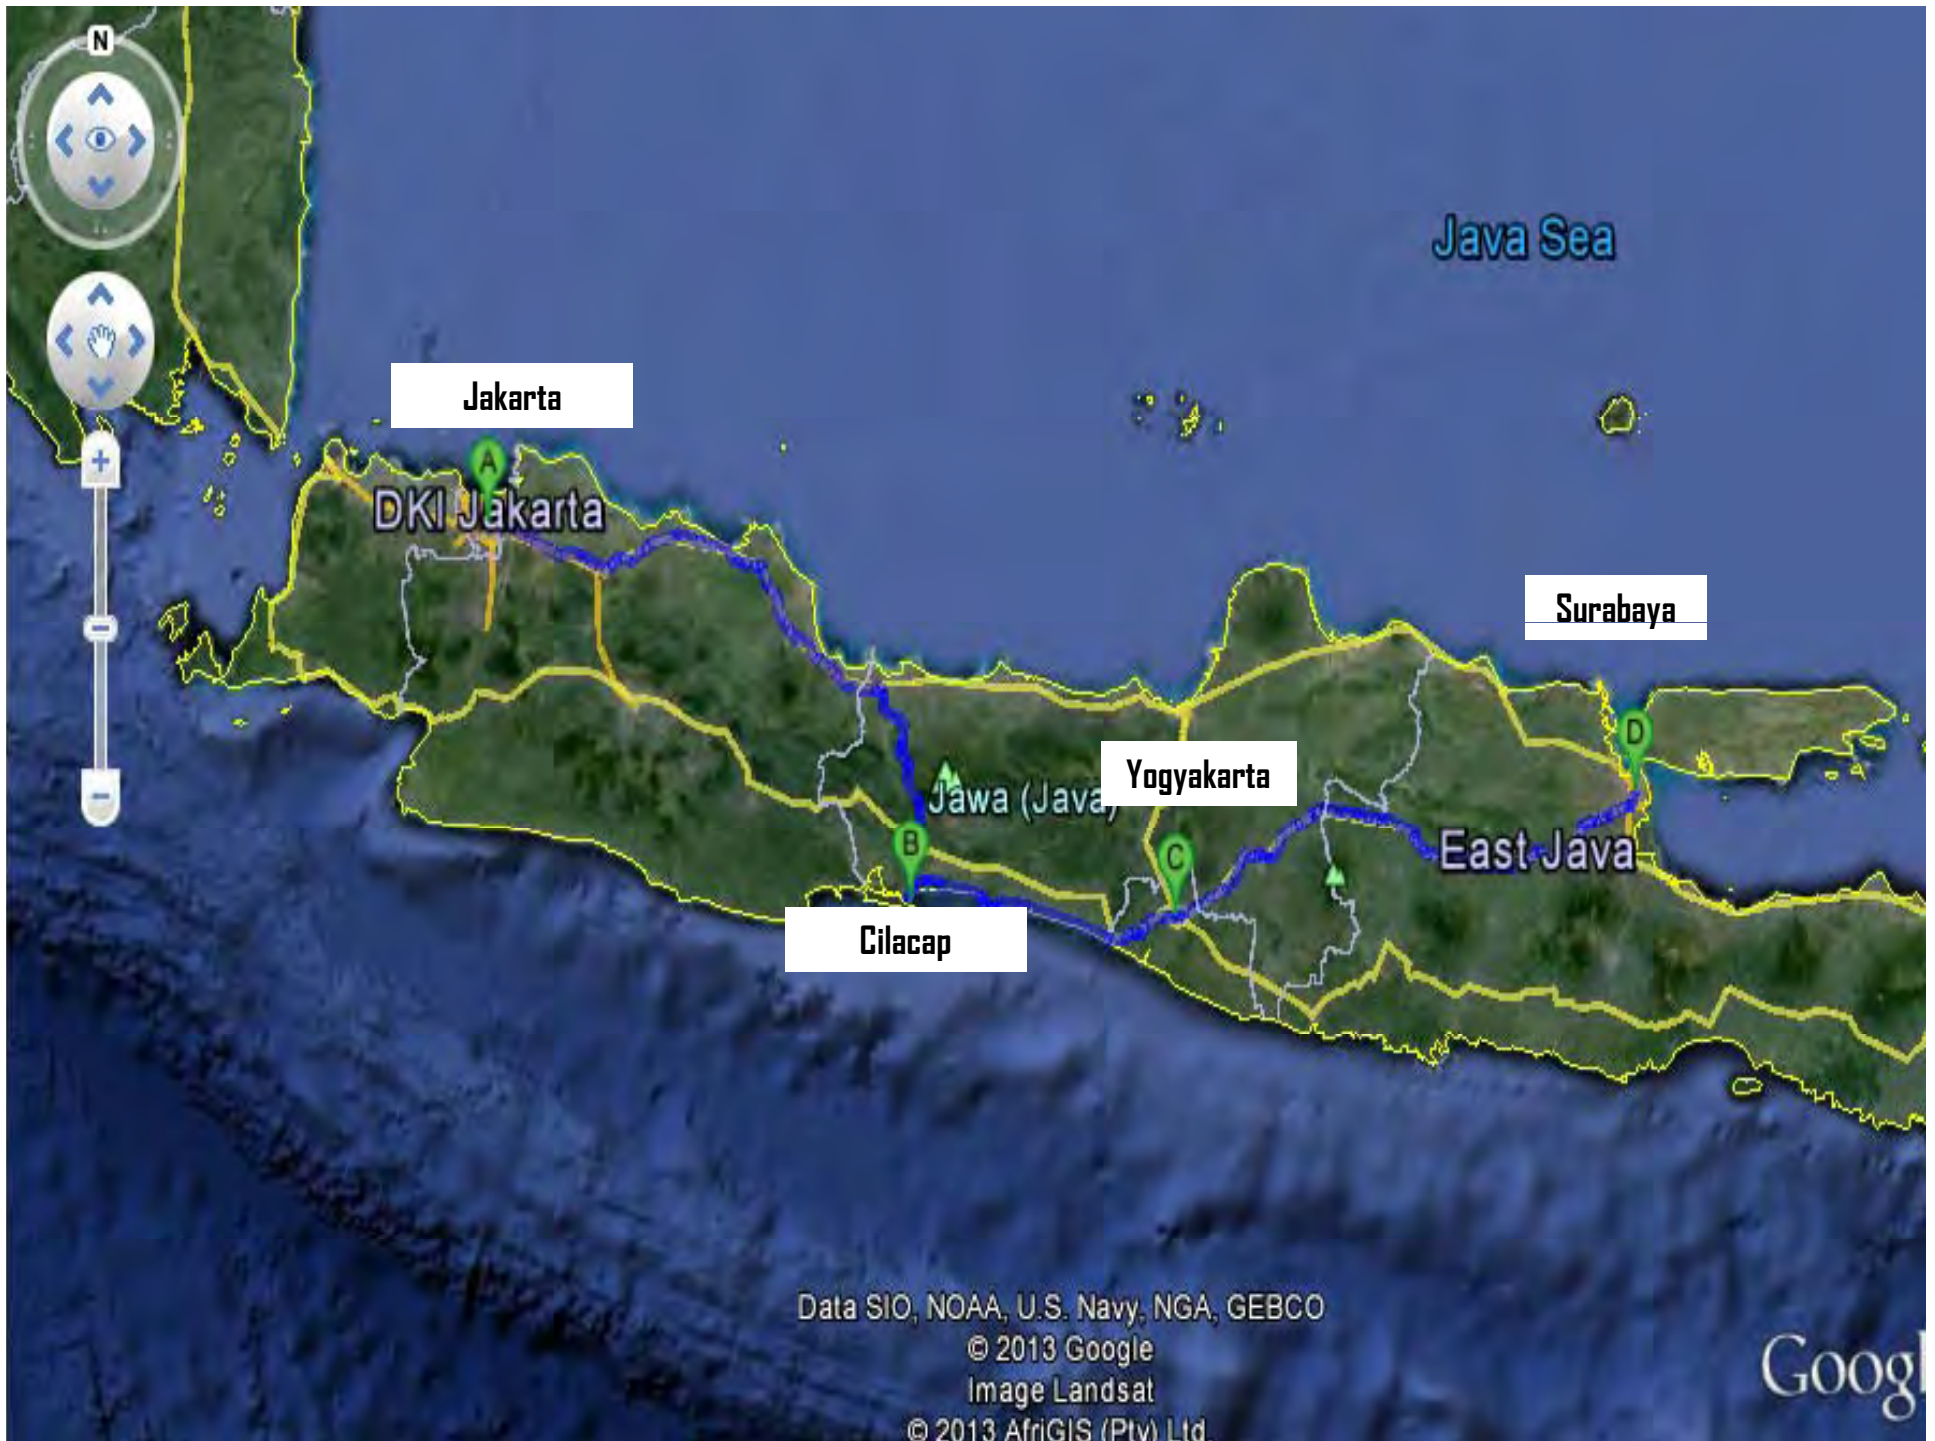 N
Java Sea
Jakarta
A
DKI Jakarta
Surabaya
D
Yogyakarta
Jawa (Java)
B
C
East Java
Cilacap
Data SIO, NOAA, U.S. Navy, NGA, GEBCO
© 2013 Google
Image Landsat
© 2013 AfriGIS (Pty) Ltd.
Googl